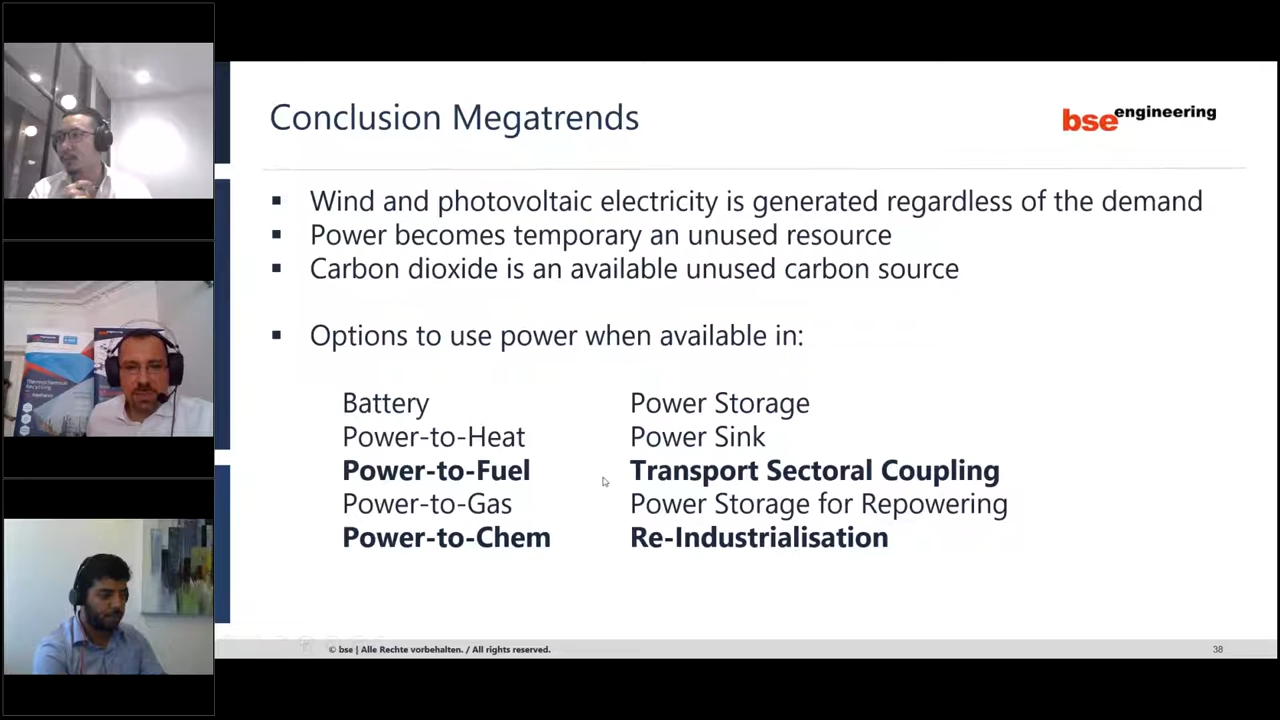 Conclusion Megatrends
bse engineering
▪ Wind and photovoltaic electricity is generated regardless of the demand
▪ Power becomes temporary an unused resource
▪ Carbon dioxide is an available unused carbon source
▪ Options to use power when available in:
Battery Power Storage
Power-to-Heat Power Sink
Power-to-Fuel Transport Sectoral Coupling
Power-to-Gas Power Storage for Repowering
Power-to-Chem Re-Industrialisation
© bse | Alle Rechte vorbehalten. / All rights reserved.
38